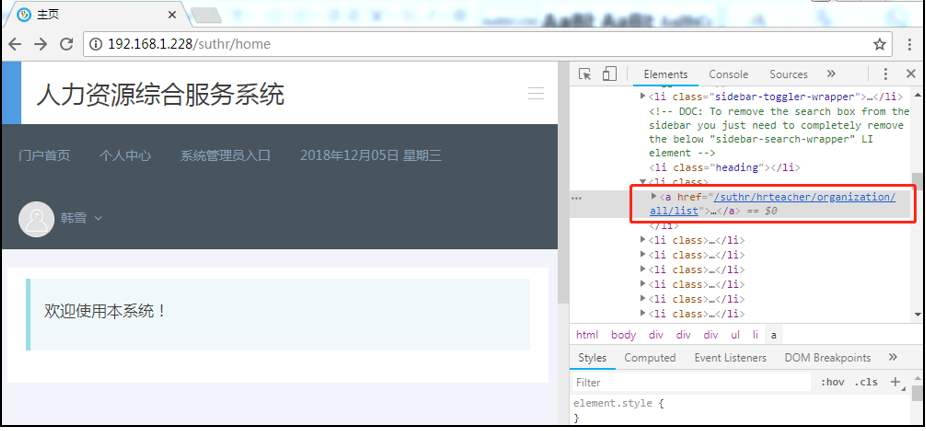 主页
192.168.1.228/suthr/home
人力资源综合服务系统
门户首页 个人中心 系统管理员入口 2018年12月05日 星期三
韩雪
欢迎使用本系统！
Elements Console Sources »
<li class="sidebar-toggler-wrapper">…</li>
<!-- DOC: To remove the search box from the
sidebar you just need to completely remove
the below "sidebar-search-wrapper" LI
element -->
<li class="heading"></li>
<li class>
<a href="/suthr/hrteacher/organization/
all/list">…</a> == $0
</li>
<li class>…</li>
<li class>…</li>
<li class>…</li>
<li class>…</li>
<li class>…</li>
<li class>…</li>
html body div div div ul li a
Styles Computed Event Listeners DOM Breakpoints »
Filter :hov .cls +
element.style {
}